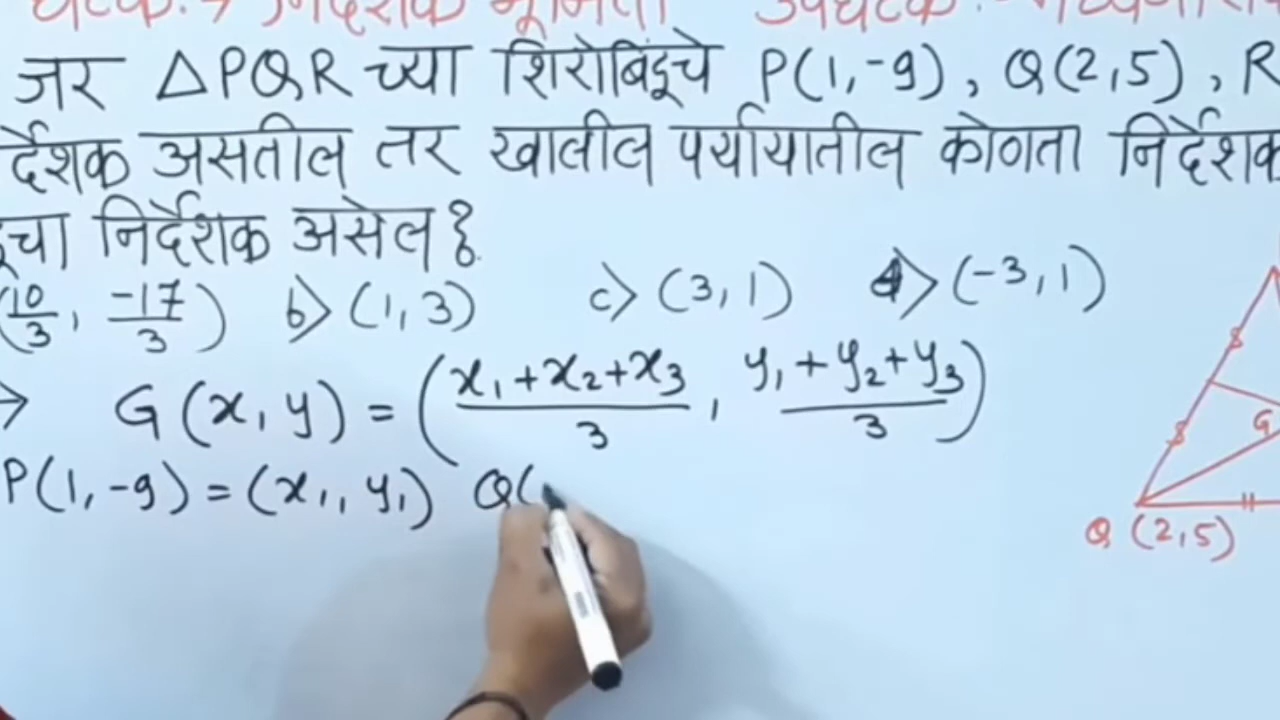 जर △PQR च्या शिरोबिंदूचे P(1,-9), Q(2,5), R
र्देशक असतील तर खालील पर्यायातील कोणता निर्देशक
चा निर्देशक असेल ?
(10/3, -17/3) b> (1, 3) c> (3, 1) d> (-3, 1)
→ G(x, y) = (x₁+x₂+x₃/3, y₁+y₂+y₃/3)
G
P(1,-9) = (x₁, y₁) Q(
Q (2,5)